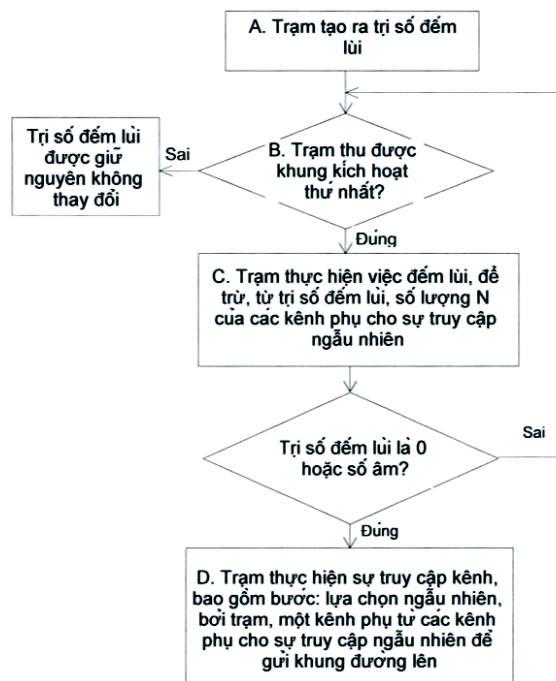 A. Trạm tạo ra trị số đếm
lùi
Trị số đếm lùi
được giữ
nguyên không
thay đổi
Sai
B. Trạm thu được
khung kích hoạt
thứ nhất?
Đúng
C. Trạm thực hiện việc đếm lùi, để
trừ, từ trị số đếm lùi, số lượng N
của các kênh phụ cho sự truy cập
ngẫu nhiên
Trị số đếm lùi là 0
hoặc số âm?
Sai
Đúng
D. Trạm thực hiện sự truy cập kênh,
bao gồm bước: lựa chọn ngẫu nhiên,
bởi trạm, một kênh phụ từ các kênh
phụ cho sự truy cập ngẫu nhiên để
gửi khung đường lên